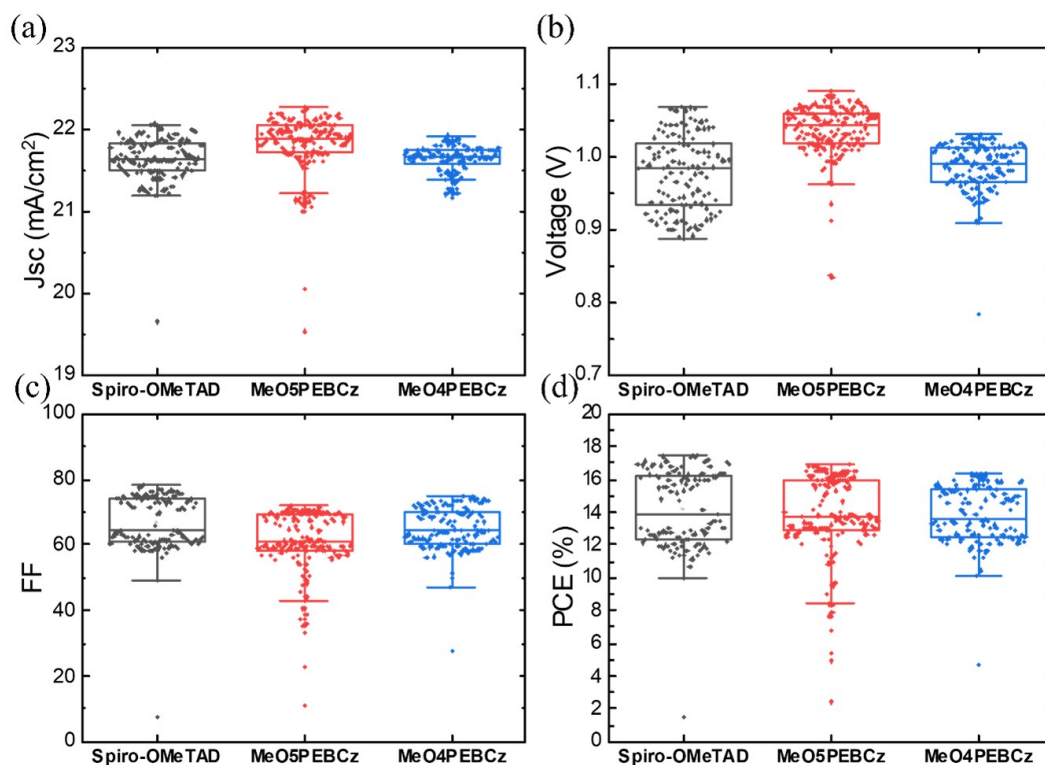 (a)
23
22
21
20
19
Jsc (mA/cm²)
Spiro-OMeTAD MeO5PEBCz MeO4PEBCz
(b)
1.1
1.0
0.9
0.8
0.7
Voltage (V)
Spiro-OMeTAD MeO5PEBCz MeO4PEBCz
(c)
100
80
60
40
20
0
FF
Spiro-OMeTAD MeO5PEBCz MeO4PEBCz
(d)
20
18
16
14
12
10
8
6
4
2
0
PCE (%)
Spiro-OMeTAD MeO5PEBCz MeO4PEBCz